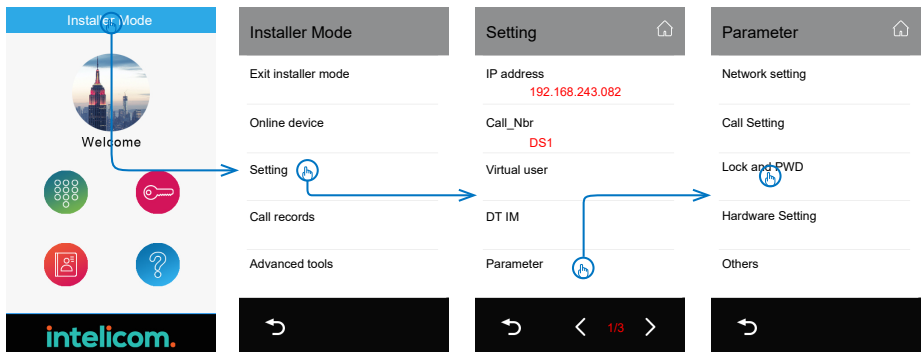 Installer Mode
Welcome
intelicom.
Installer Mode
Exit installer mode
Online device
Setting
Call records
Advanced tools
Setting
IP address
192.168.243.082
Call_Nbr
DS1
Virtual user
DT IM
Parameter
1/3
Parameter
Network setting
Call Setting
Lock and PWD
Hardware Setting
Others